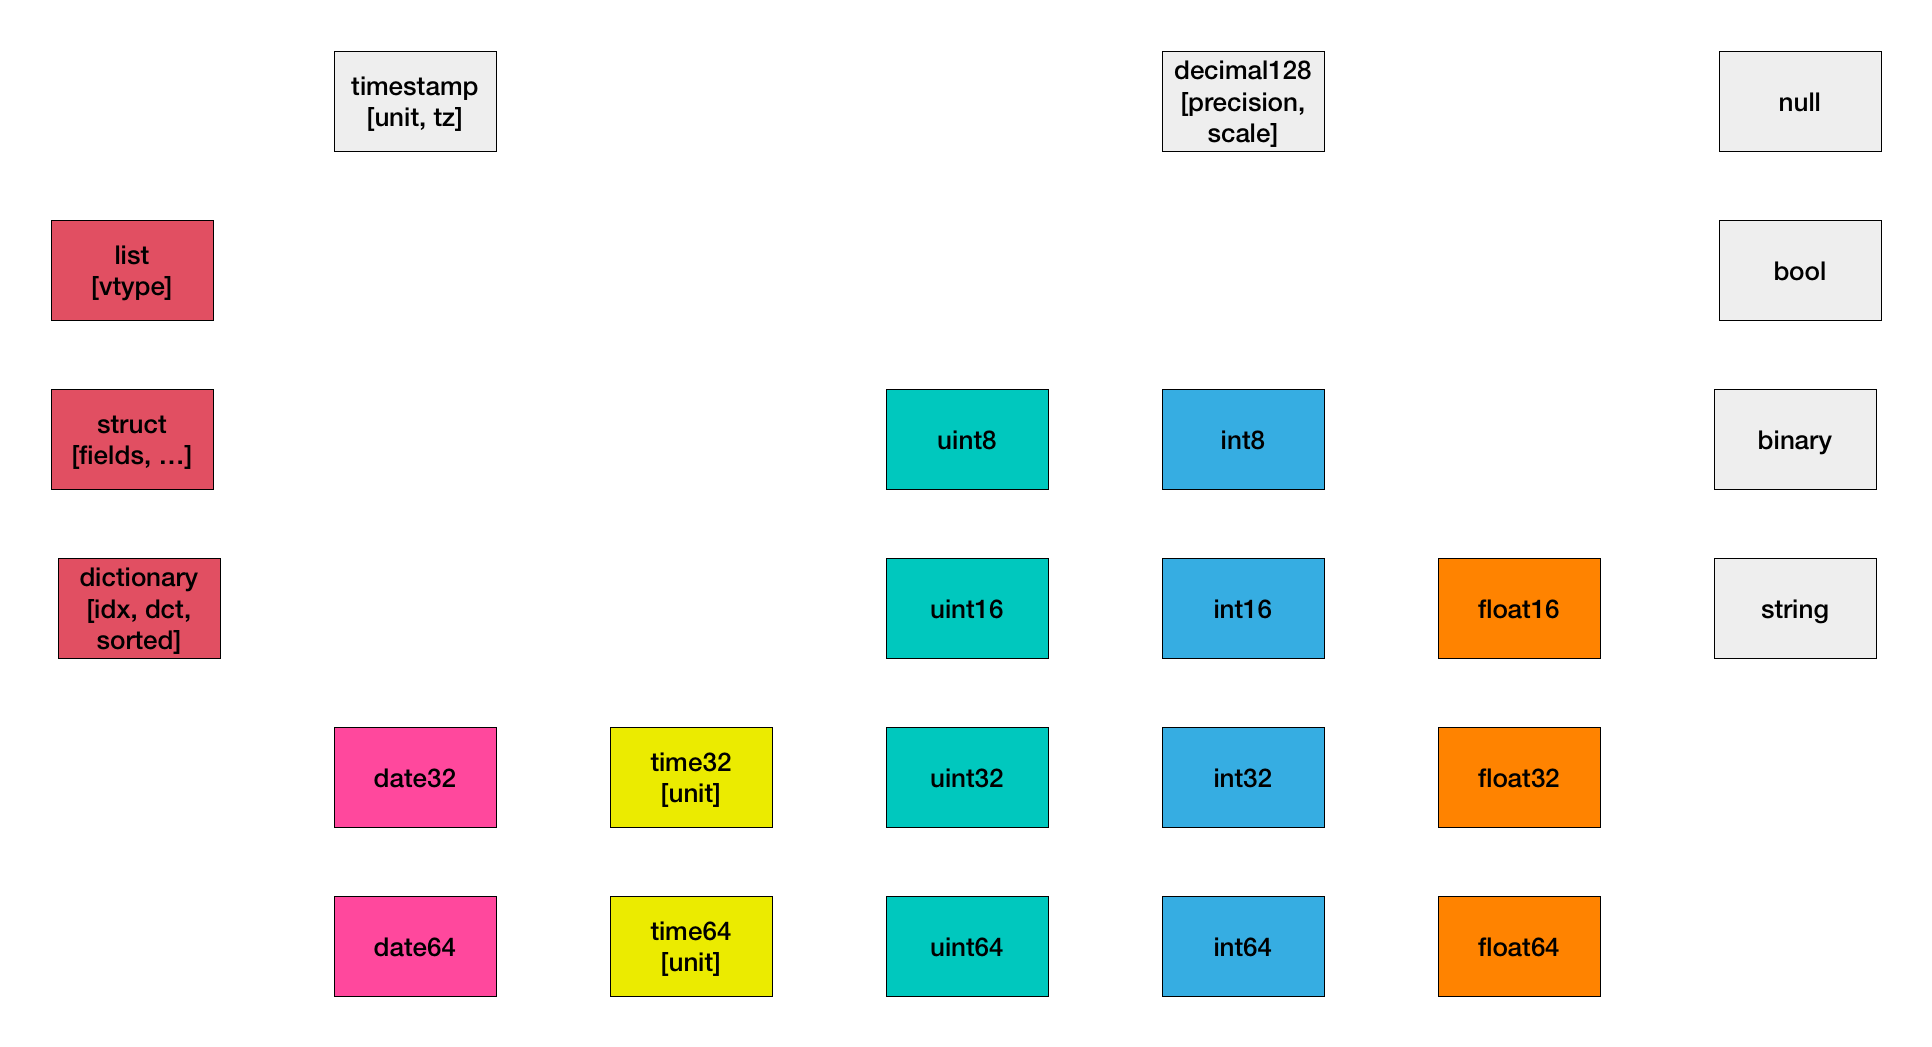 timestamp
[unit, tz]
decimal128
[precision,
scale]
null
list
[vtype]
bool
struct
[fields, …]
uint8
int8
binary
dictionary
[idx, dct,
sorted]
uint16
int16
float16
string
date32
time32
[unit]
uint32
int32
float32
date64
time64
[unit]
uint64
int64
float64